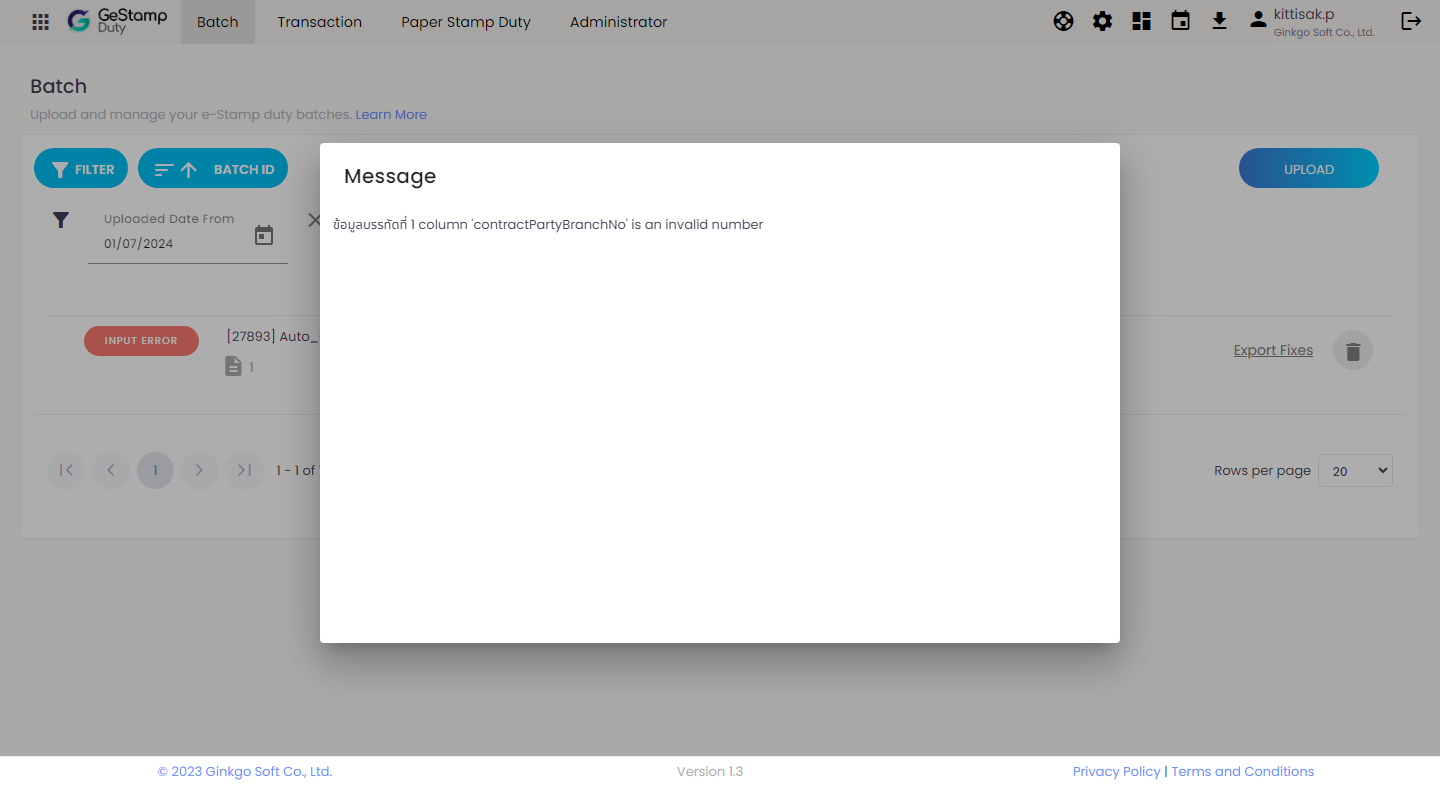 GeStamp
Duty
Batch
Transaction
Paper Stamp Duty
Administrator
kittisak.p
Ginkgo Soft Co., Ltd.
Batch
Upload and manage your e-Stamp duty batches. Learn More
FILTER
BATCH ID
UPLOAD
Message
Uploaded Date From
01/07/2024
ข้อมูลบรรทัดที่ 1 column 'contractPartyBranchNo' is an invalid number
INPUT ERROR
[27893] Auto_
1
Export Fixes
1
1 - 1 of
Rows per page
20
© 2023 Ginkgo Soft Co., Ltd.
Version 1.3
Privacy Policy | Terms and Conditions